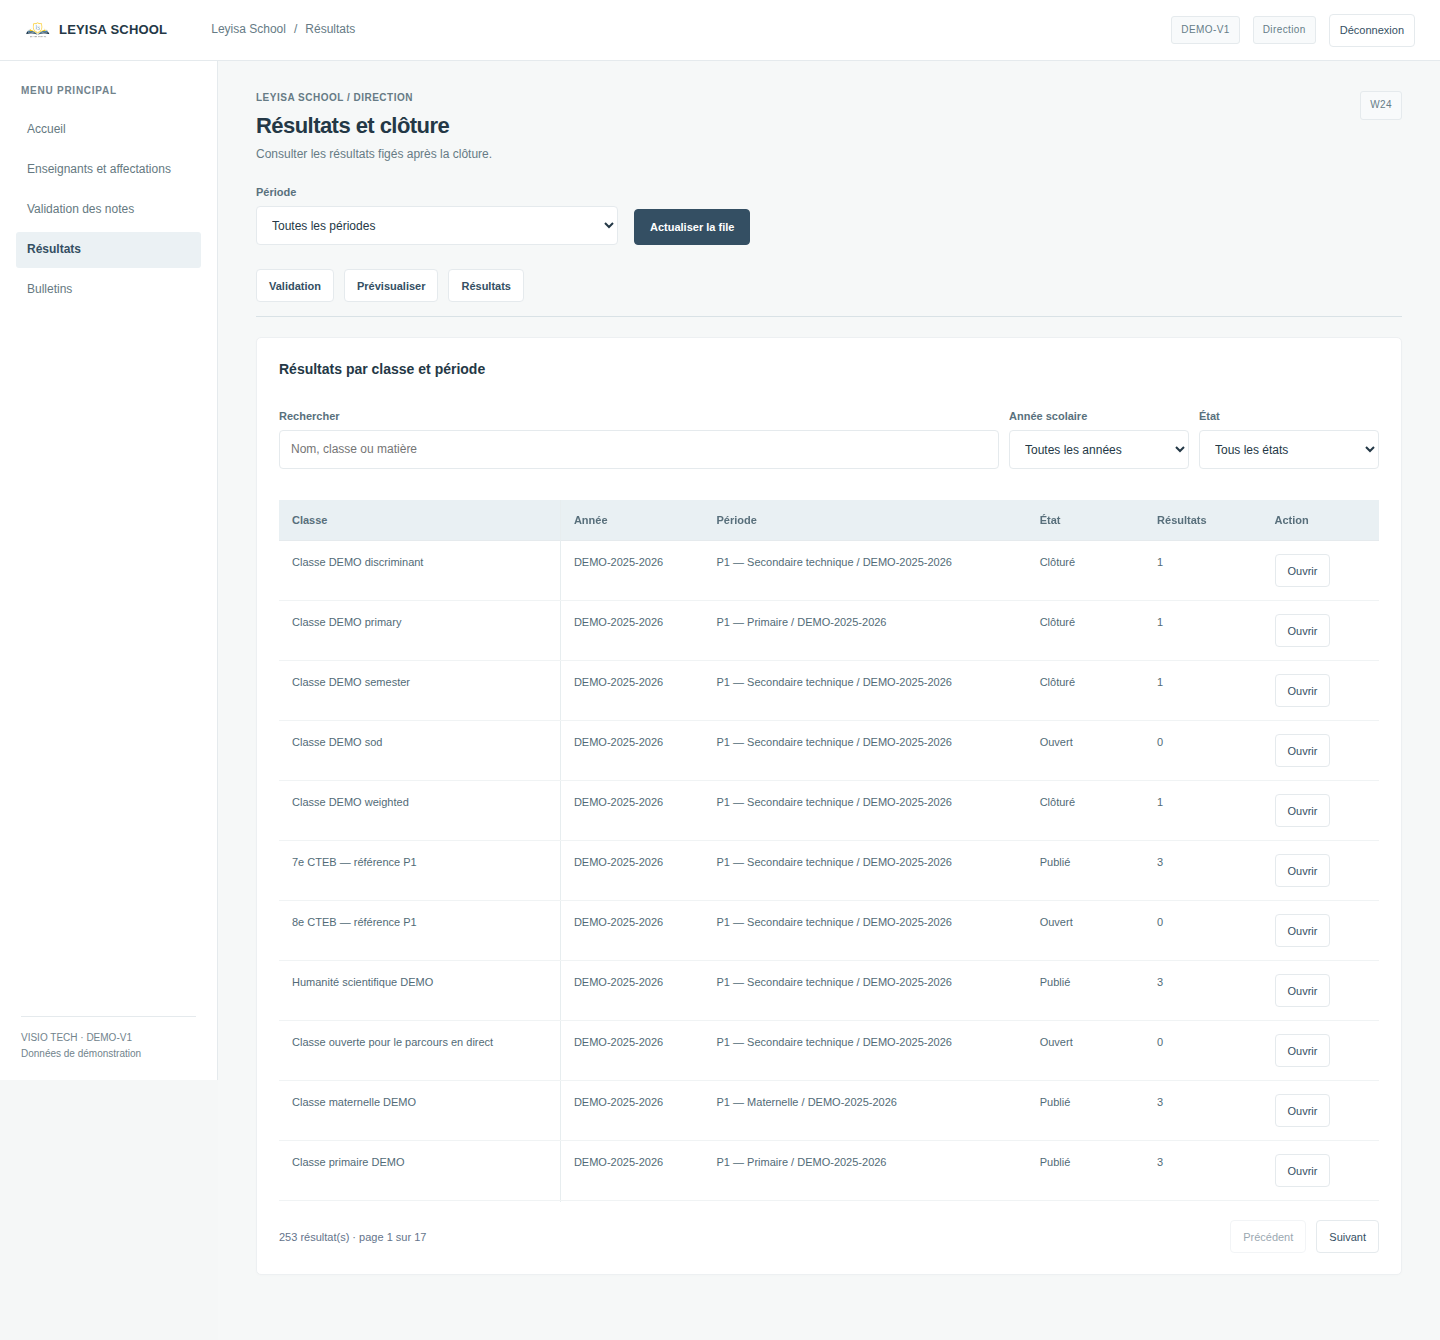 LEYISA SCHOOL
Leyisa School / Résultats
DEMO-V1
Direction
Déconnexion
MENU PRINCIPAL
Accueil
Enseignants et affectations
Validation des notes
Résultats
Bulletins
VISIO TECH · DEMO-V1
Données de démonstration
LEYISA SCHOOL / DIRECTION
W24
Résultats et clôture
Consulter les résultats figés après la clôture.
Période
Toutes les périodes
Actualiser la file
Validation
Prévisualiser
Résultats
Résultats par classe et période
Rechercher
Année scolaire
État
Nom, classe ou matière
Toutes les années
Tous les états
Classe Année Période État Résultats Action
Classe DEMO discriminant DEMO-2025-2026 P1 — Secondaire technique / DEMO-2025-2026 Clôturé 1 Ouvrir
Classe DEMO primary DEMO-2025-2026 P1 — Primaire / DEMO-2025-2026 Clôturé 1 Ouvrir
Classe DEMO semester DEMO-2025-2026 P1 — Secondaire technique / DEMO-2025-2026 Clôturé 1 Ouvrir
Classe DEMO sod DEMO-2025-2026 P1 — Secondaire technique / DEMO-2025-2026 Ouvert 0 Ouvrir
Classe DEMO weighted DEMO-2025-2026 P1 — Secondaire technique / DEMO-2025-2026 Clôturé 1 Ouvrir
7e CTEB — référence P1 DEMO-2025-2026 P1 — Secondaire technique / DEMO-2025-2026 Publié 3 Ouvrir
8e CTEB — référence P1 DEMO-2025-2026 P1 — Secondaire technique / DEMO-2025-2026 Ouvert 0 Ouvrir
Humanité scientifique DEMO DEMO-2025-2026 P1 — Secondaire technique / DEMO-2025-2026 Publié 3 Ouvrir
Classe ouverte pour le parcours en direct DEMO-2025-2026 P1 — Secondaire technique / DEMO-2025-2026 Ouvert 0 Ouvrir
Classe maternelle DEMO DEMO-2025-2026 P1 — Maternelle / DEMO-2025-2026 Publié 3 Ouvrir
Classe primaire DEMO DEMO-2025-2026 P1 — Primaire / DEMO-2025-2026 Publié 3 Ouvrir
253 résultat(s) · page 1 sur 17
Précédent
Suivant